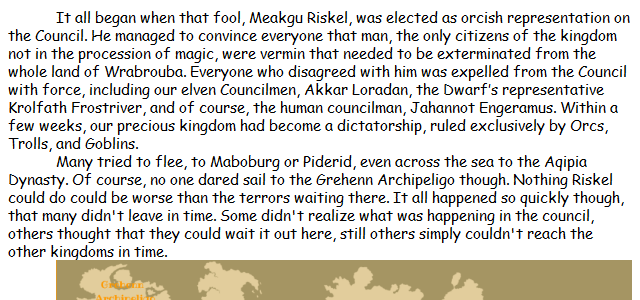 It all began when that fool, Meakgu Riskel, was elected as orcish representation on
the Council. He managed to convince everyone that man, the only citizens of the kingdom
not in the procession of magic, were vermin that needed to be exterminated from the
whole land of Wrabrouba. Everyone who disagreed with him was expelled from the Council
with force, including our elven Councilmen, Akkar Loradan, the Dwarf's representative
Krolfath Frostriver, and of course, the human councilman, Jahannot Engeramus. Within a
few weeks, our precious kingdom had become a dictatorship, ruled exclusively by Orcs,
Trolls, and Goblins.
Many tried to flee, to Maboburg or Piderid, even across the sea to the Aqipia
Dynasty. Of course, no one dared sail to the Grehenn Archipeligo though. Nothing Riskel
could do could be worse than the terrors waiting there. It all happened so quickly though,
that many didn't leave in time. Some didn't realize what was happening in the council,
others thought that they could wait it out here, still others simply couldn't reach the
other kingdoms in time.
Grehenn
Archipeligo